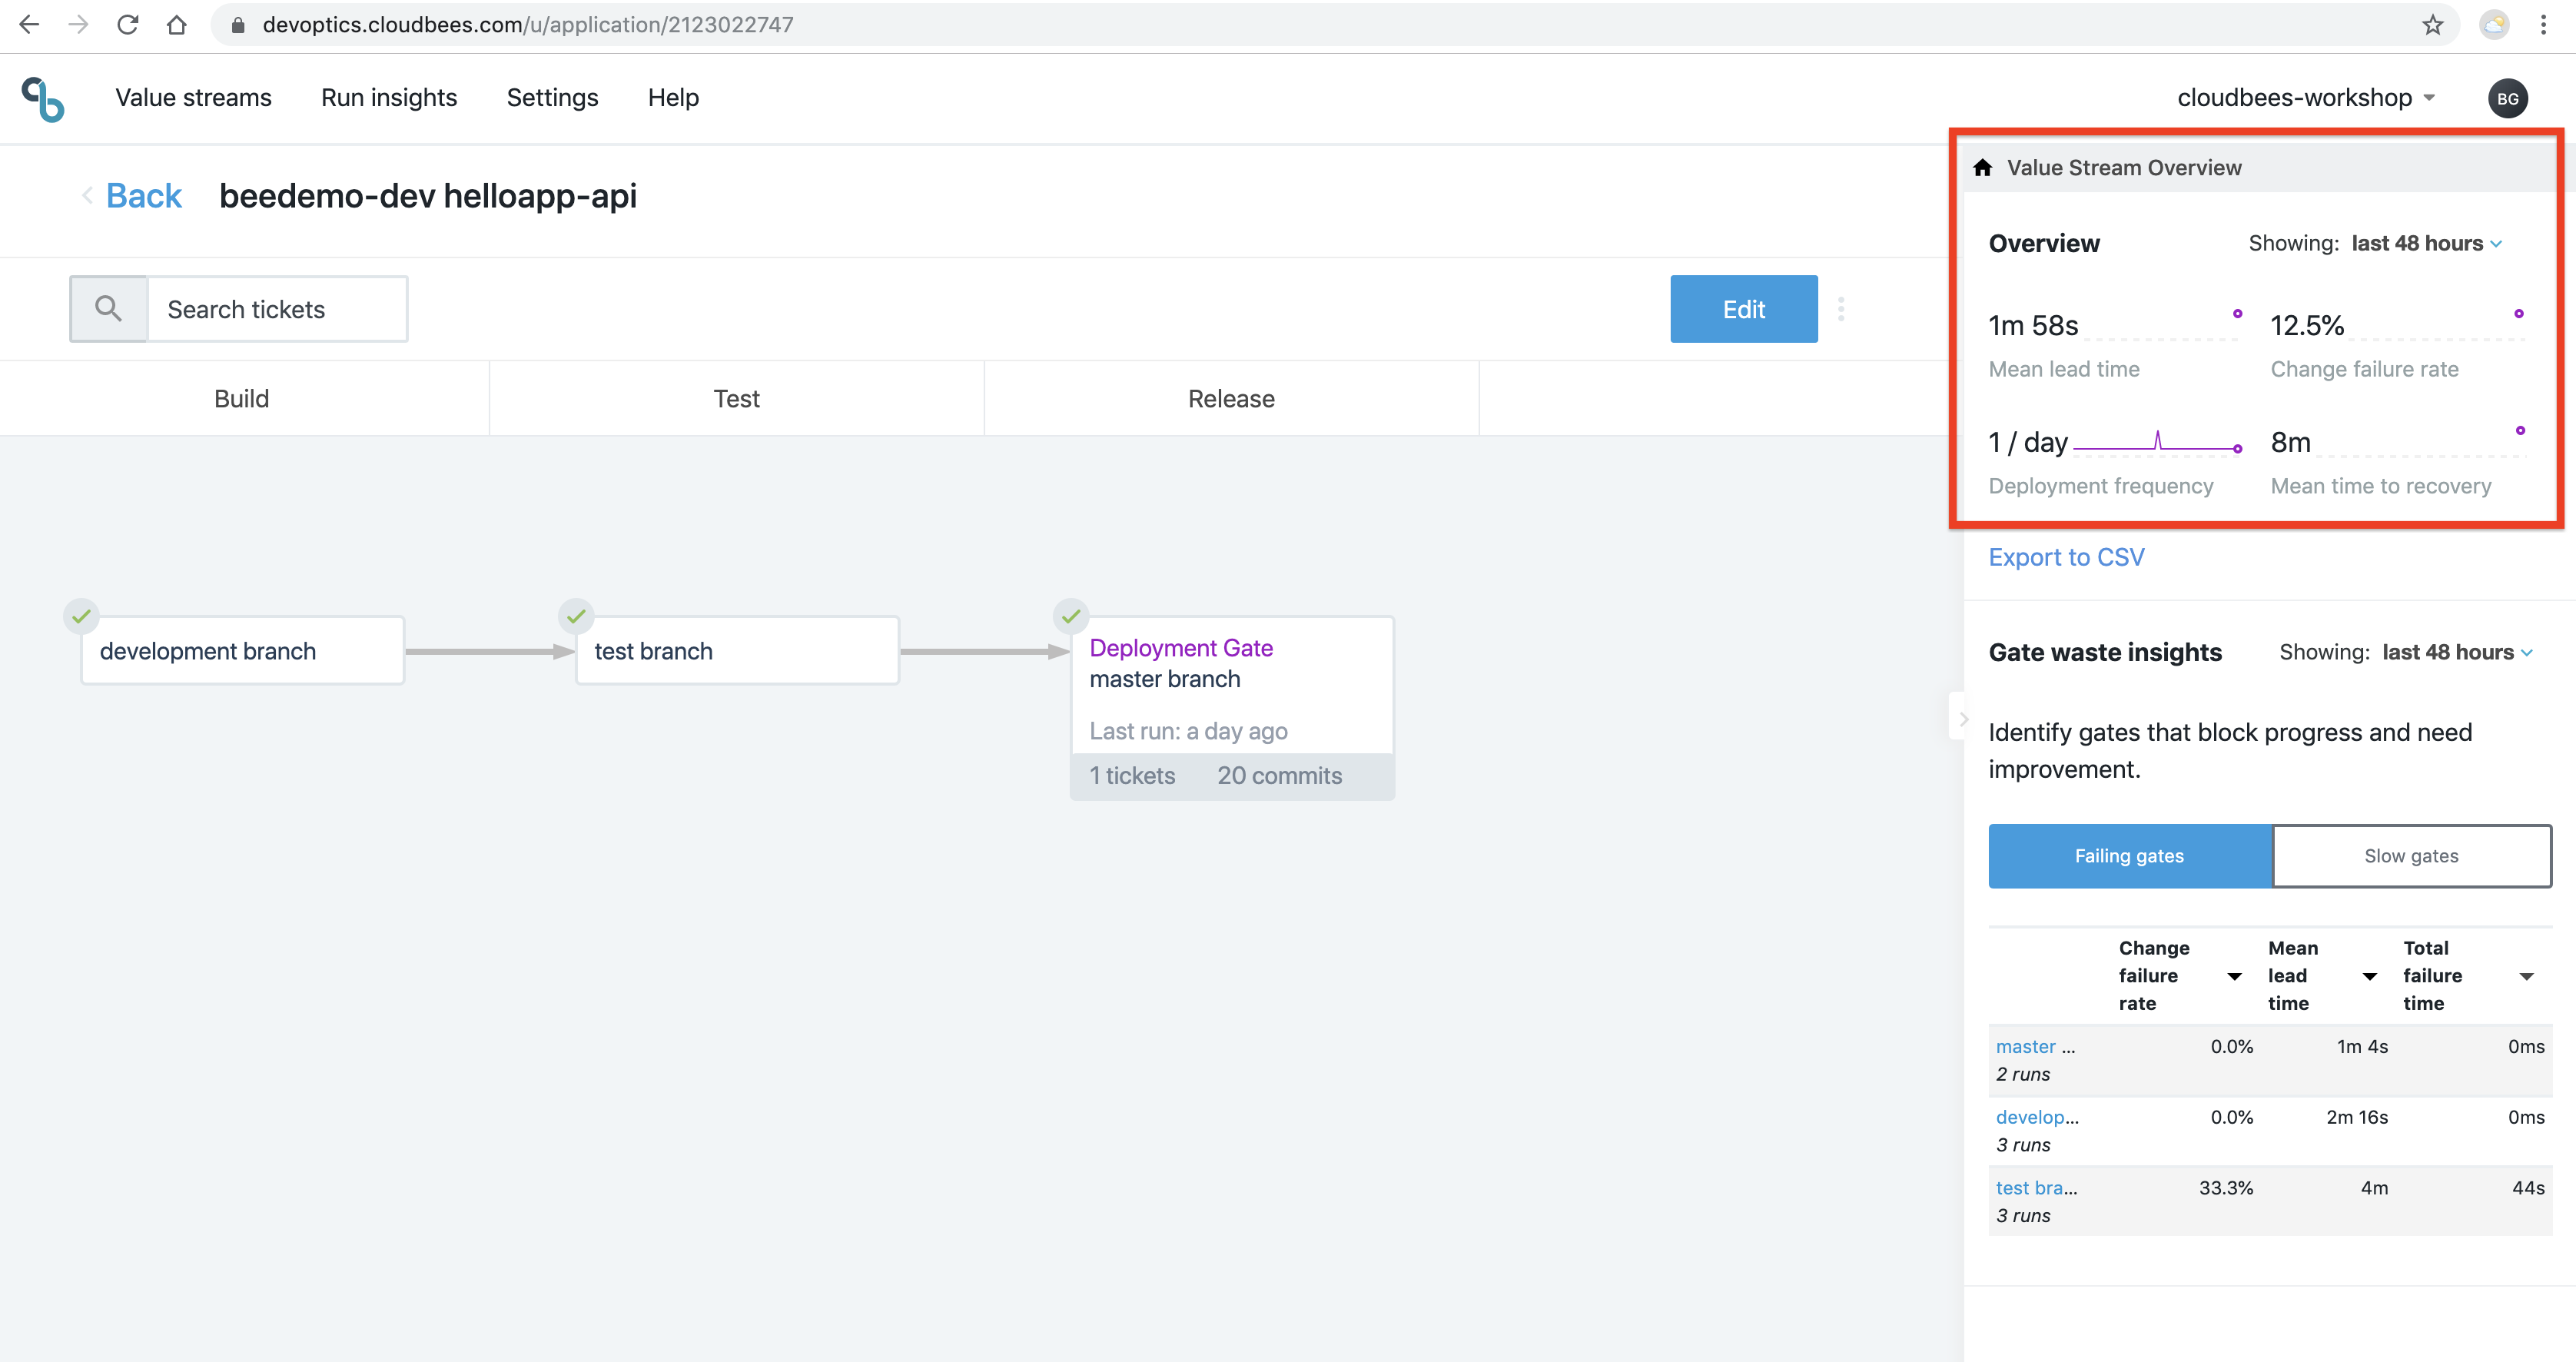 devoptics.cloudbees.com/u/application/2123022747
Value streams Run insights Settings Help cloudbees-workshop BG
Back beedemo-dev helloapp-api
Search tickets
Edit
Build Test Release
development branch
test branch
Deployment Gate
master branch
Last run: a day ago
1 tickets 20 commits
Value Stream Overview
Overview Showing: last 48 hours
1m 58s 12.5%
Mean lead time Change failure rate
1 / day 8m
Deployment frequency Mean time to recovery
Export to CSV
Gate waste insights Showing: last 48 hours
Identify gates that block progress and need
improvement.
Failing gates Slow gates
Change failure rate Mean lead time Total failure time
master ... 0.0% 1m 4s 0ms
2 runs
develop... 0.0% 2m 16s 0ms
3 runs
test bra... 33.3% 4m 44s
3 runs